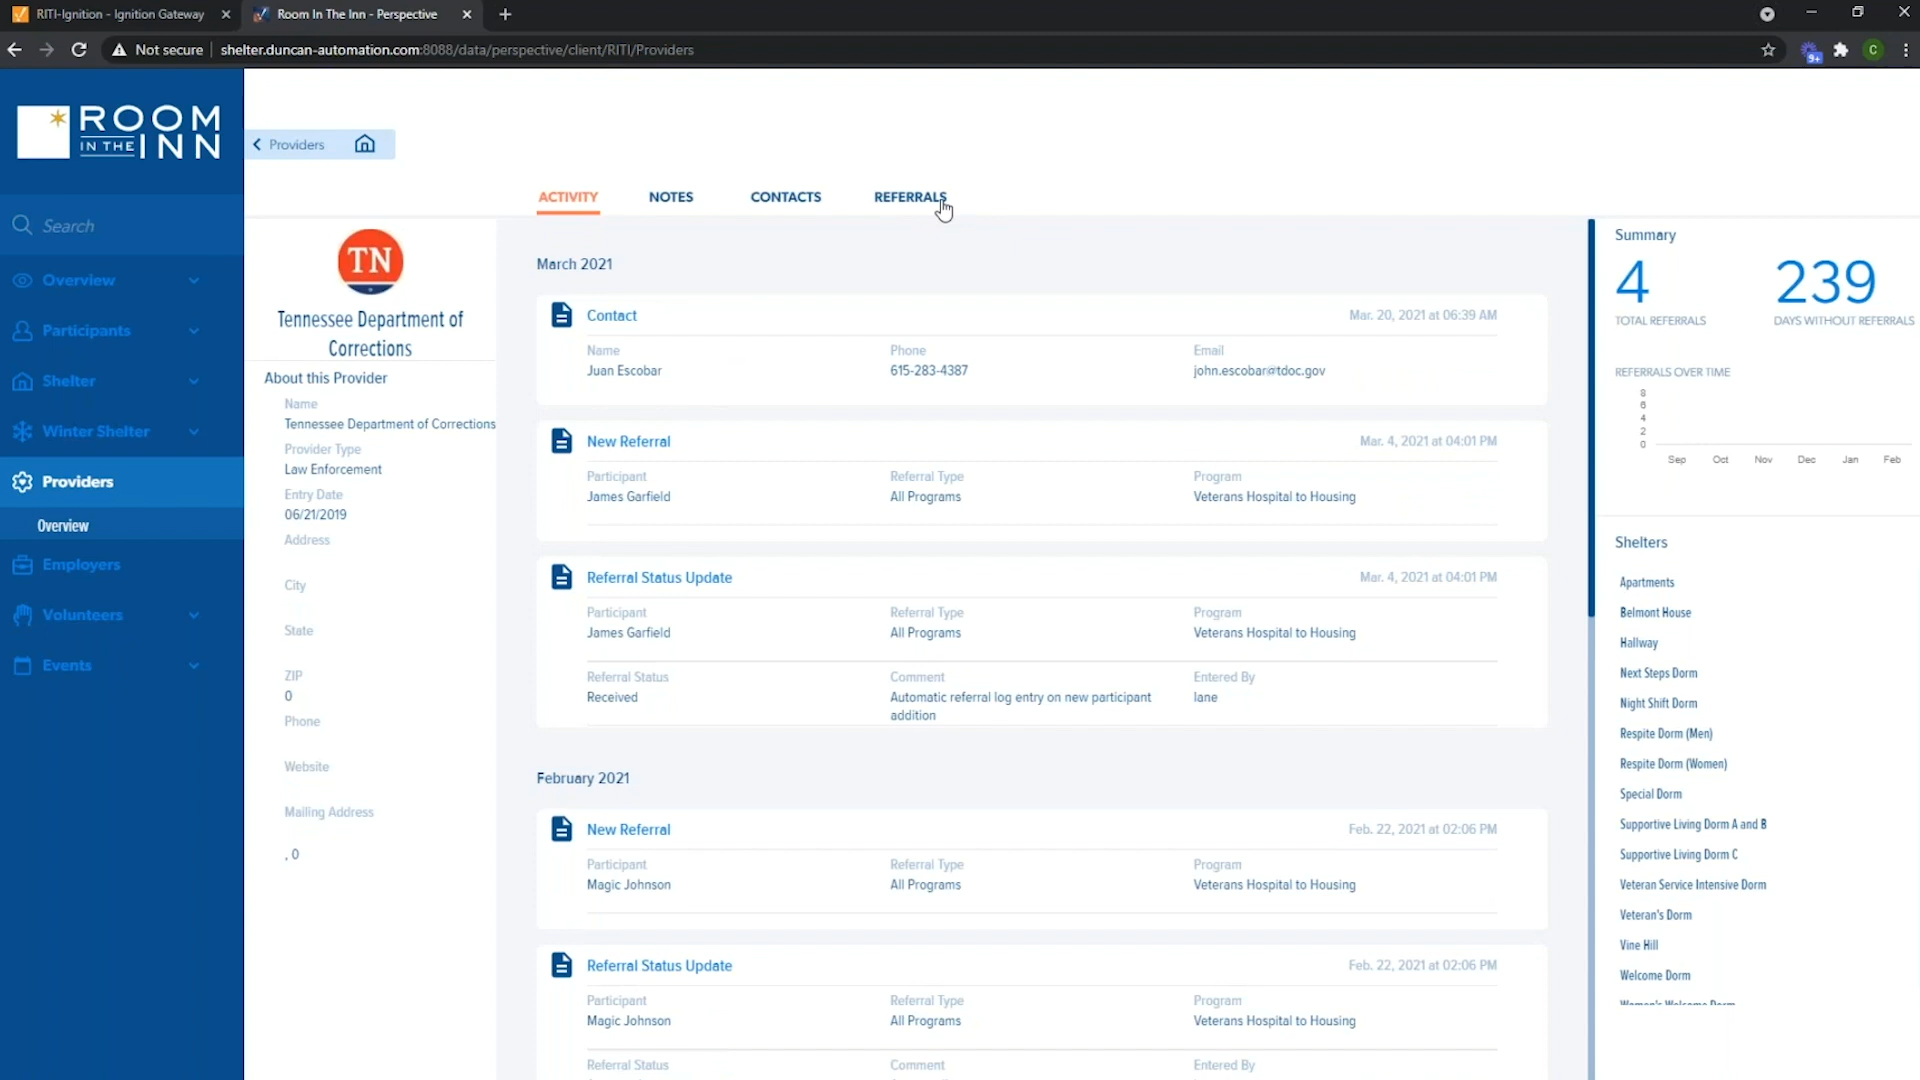 RITI-Ignition - Ignition Gateway
Room In The Inn - Perspective
Not secure
shelter.duncan-automation.com:8088/data/perspective/client/RITI/Providers
9+
C
ROOM
IN THE INN
Providers
Search
Overview
Participants
Shelter
Winter Shelter
Providers
Overview
Employers
Volunteers
Events
ACTIVITY
NOTES
CONTACTS
REFERRALS
TN
Tennessee Department of
Corrections
About this Provider
Name
Tennessee Department of Corrections
Provider Type
Law Enforcement
Entry Date
06/21/2019
Address
City
State
ZIP
0
Phone
Website
Mailing Address
, 0
March 2021
Contact
Mar. 20, 2021 at 06:39 AM
Name
Phone
Email
Juan Escobar
615-283-4387
john.escobar@tdoc.gov
New Referral
Mar. 4, 2021 at 04:01 PM
Participant
Referral Type
Program
James Garfield
All Programs
Veterans Hospital to Housing
Referral Status Update
Mar. 4, 2021 at 04:01 PM
Participant
Referral Type
Program
James Garfield
All Programs
Veterans Hospital to Housing
Referral Status
Comment
Entered By
Received
Automatic referral log entry on new participant
addition
lane
February 2021
New Referral
Feb. 22, 2021 at 02:06 PM
Participant
Referral Type
Program
Magic Johnson
All Programs
Veterans Hospital to Housing
Referral Status Update
Feb. 22, 2021 at 02:06 PM
Participant
Referral Type
Program
Magic Johnson
All Programs
Veterans Hospital to Housing
Referral Status
Comment
Entered By
Summary
4
239
TOTAL REFERRALS
DAYS WITHOUT REFERRALS
REFERRALS OVER TIME
8
6
4
2
0
Sep Oct Nov Dec Jan Feb
Shelters
Apartments
Belmont House
Hallway
Next Steps Dorm
Night Shift Dorm
Respite Dorm (Men)
Respite Dorm (Women)
Special Dorm
Supportive Living Dorm A and B
Supportive Living Dorm C
Veteran Service Intensive Dorm
Veteran's Dorm
Vine Hill
Welcome Dorm
Women's Welcome Dorm